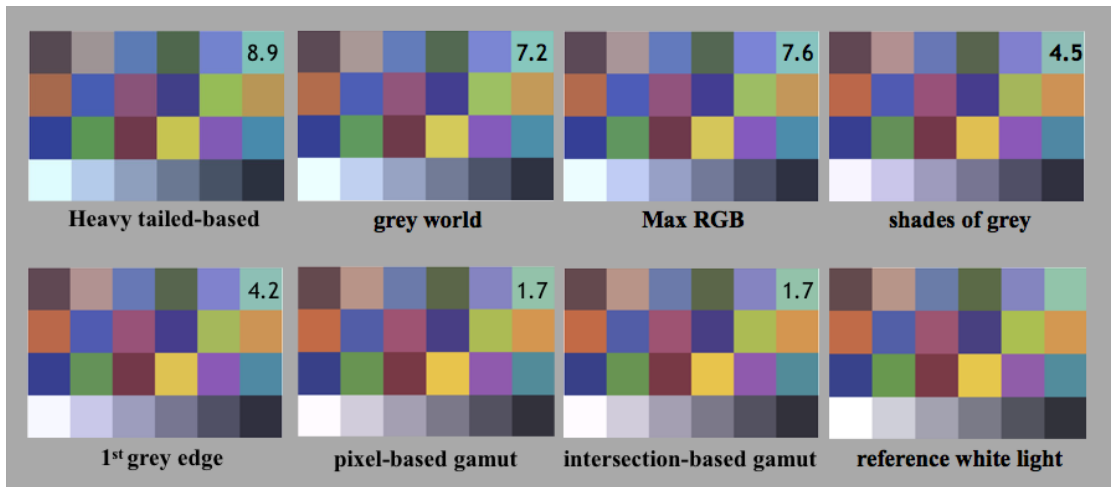 8.9
7.2
7.6
4.5
Heavy tailed-based
grey world
Max RGB
shades of grey
4.2
1.7
1.7
1st grey edge
pixel-based gamut
intersection-based gamut
reference white light